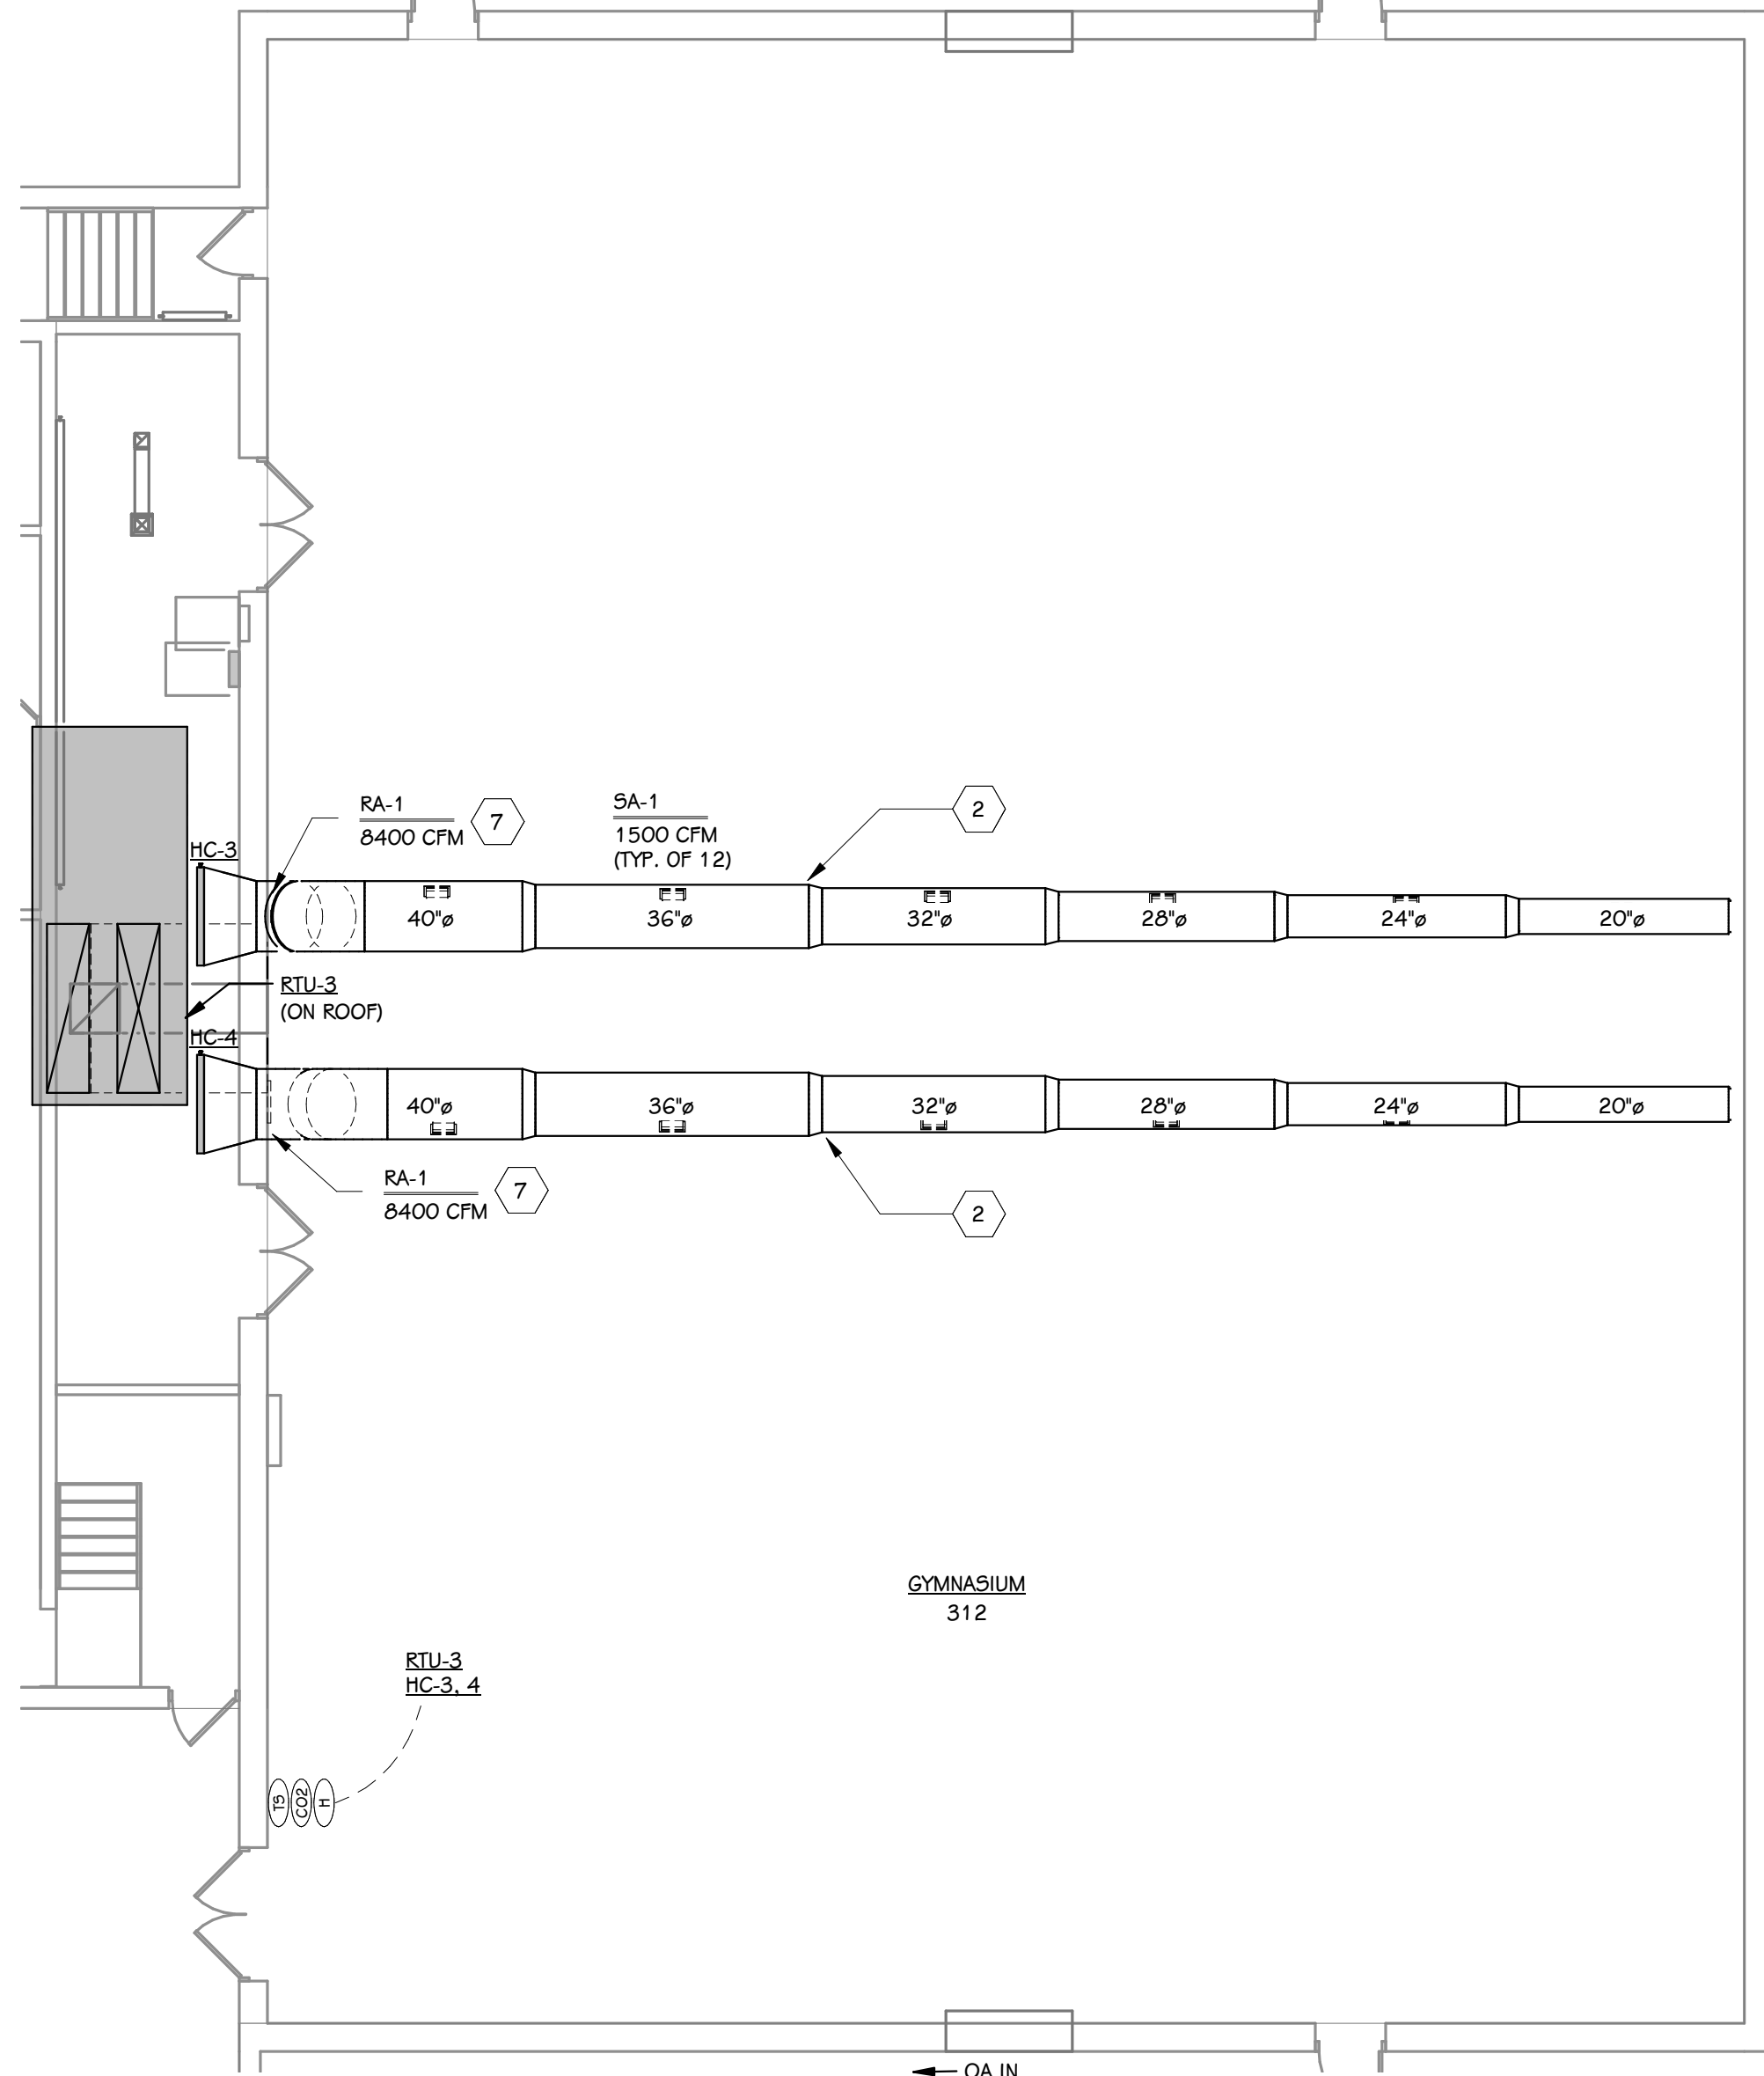 RA-1
8400 CFM
7
SA-1
1500 CFM
(TYP. OF 12)
2
HC-3
40"ø
36"ø
32"ø
28"ø
24"ø
20"ø
RTU-3
(ON ROOF)
HC-4
40"ø
36"ø
32"ø
28"ø
24"ø
20"ø
RA-1
8400 CFM
7
2
GYMNASIUM
312
RTU-3
HC-3, 4
TS
CO2
H
OA IN